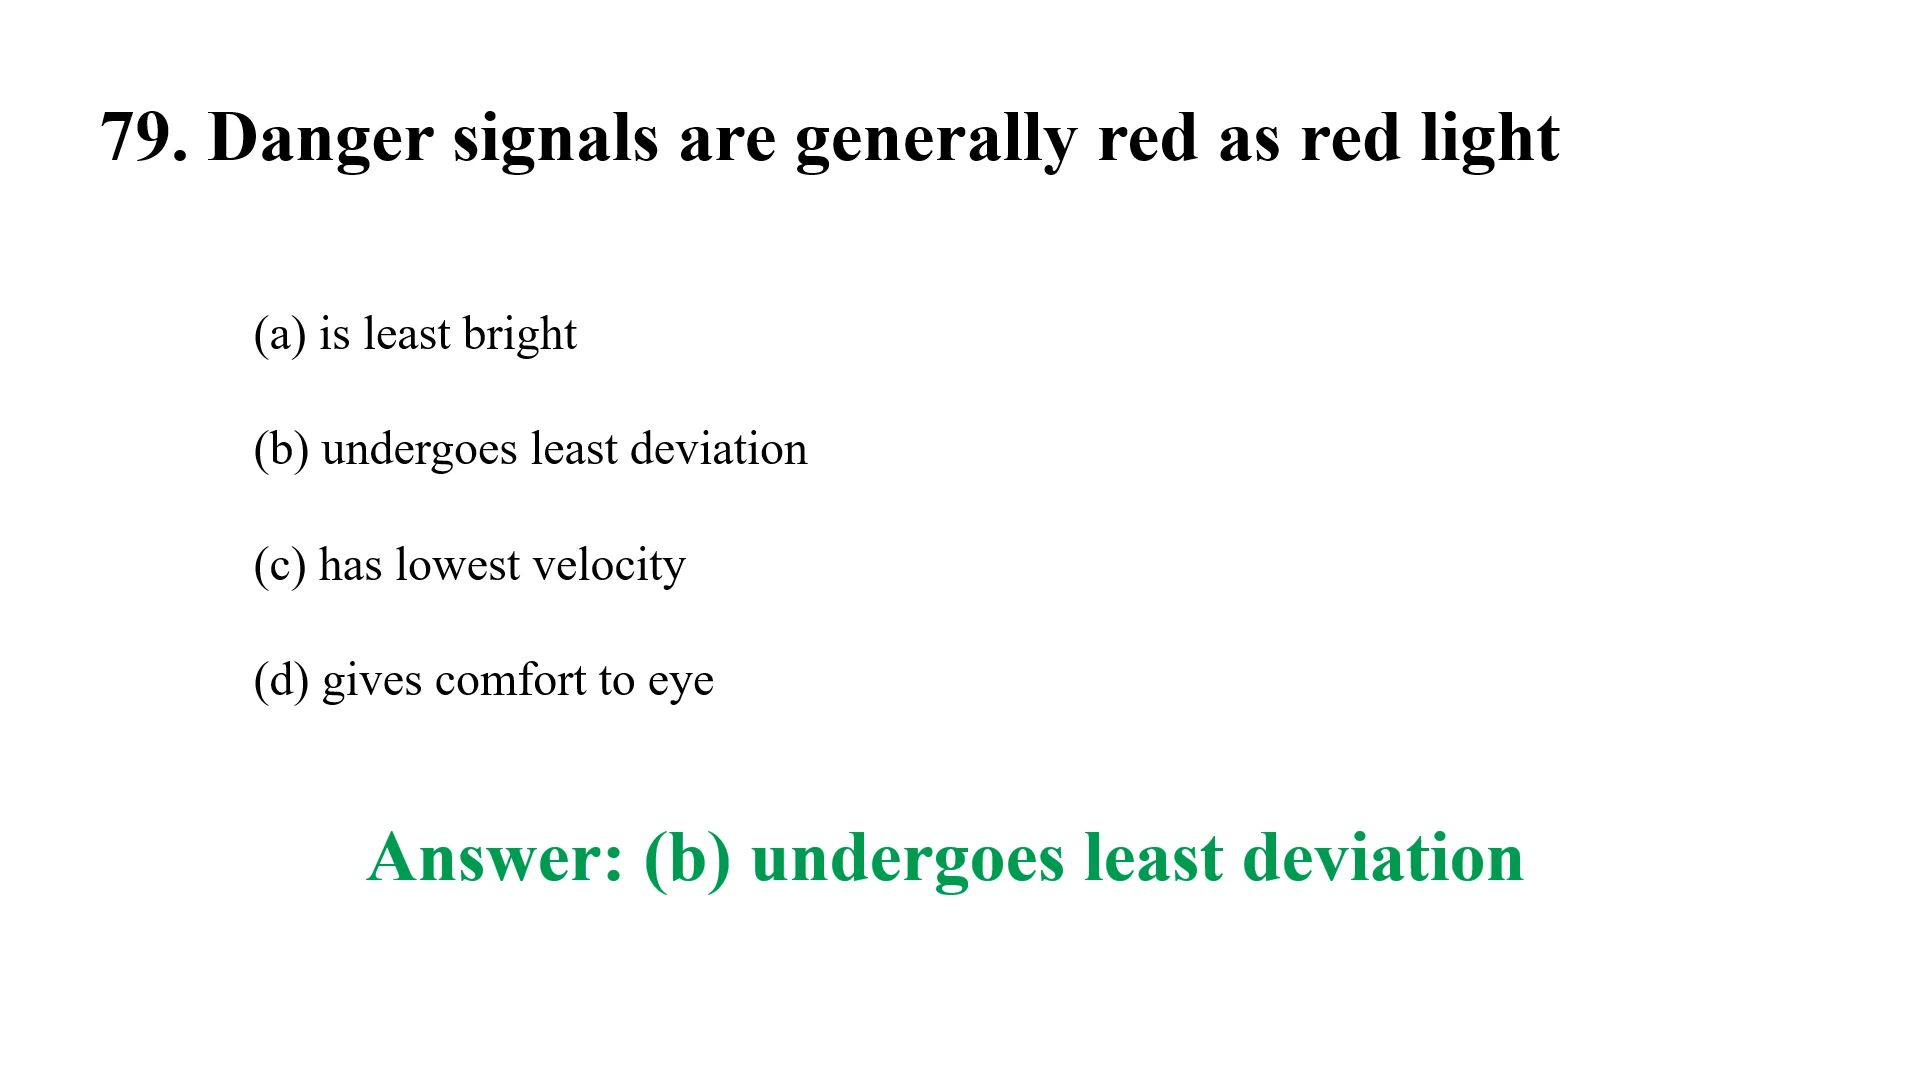 79. Danger signals are generally red as red light
(a) is least bright
(b) undergoes least deviation
(c) has lowest velocity
(d) gives comfort to eye
Answer: (b) undergoes least deviation